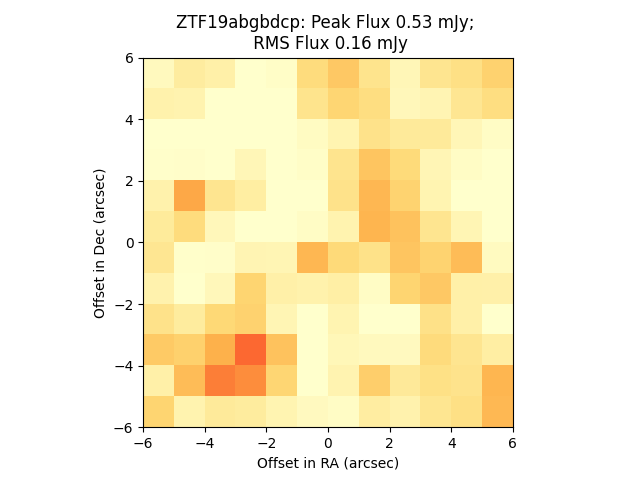 ZTF19abgbdcp: Peak Flux 0.53 mJy;
RMS Flux 0.16 mJy
6
4
2
0
−2
−4
−6
Offset in Dec (arcsec)
−6 −4 −2 0 2 4 6
Offset in RA (arcsec)